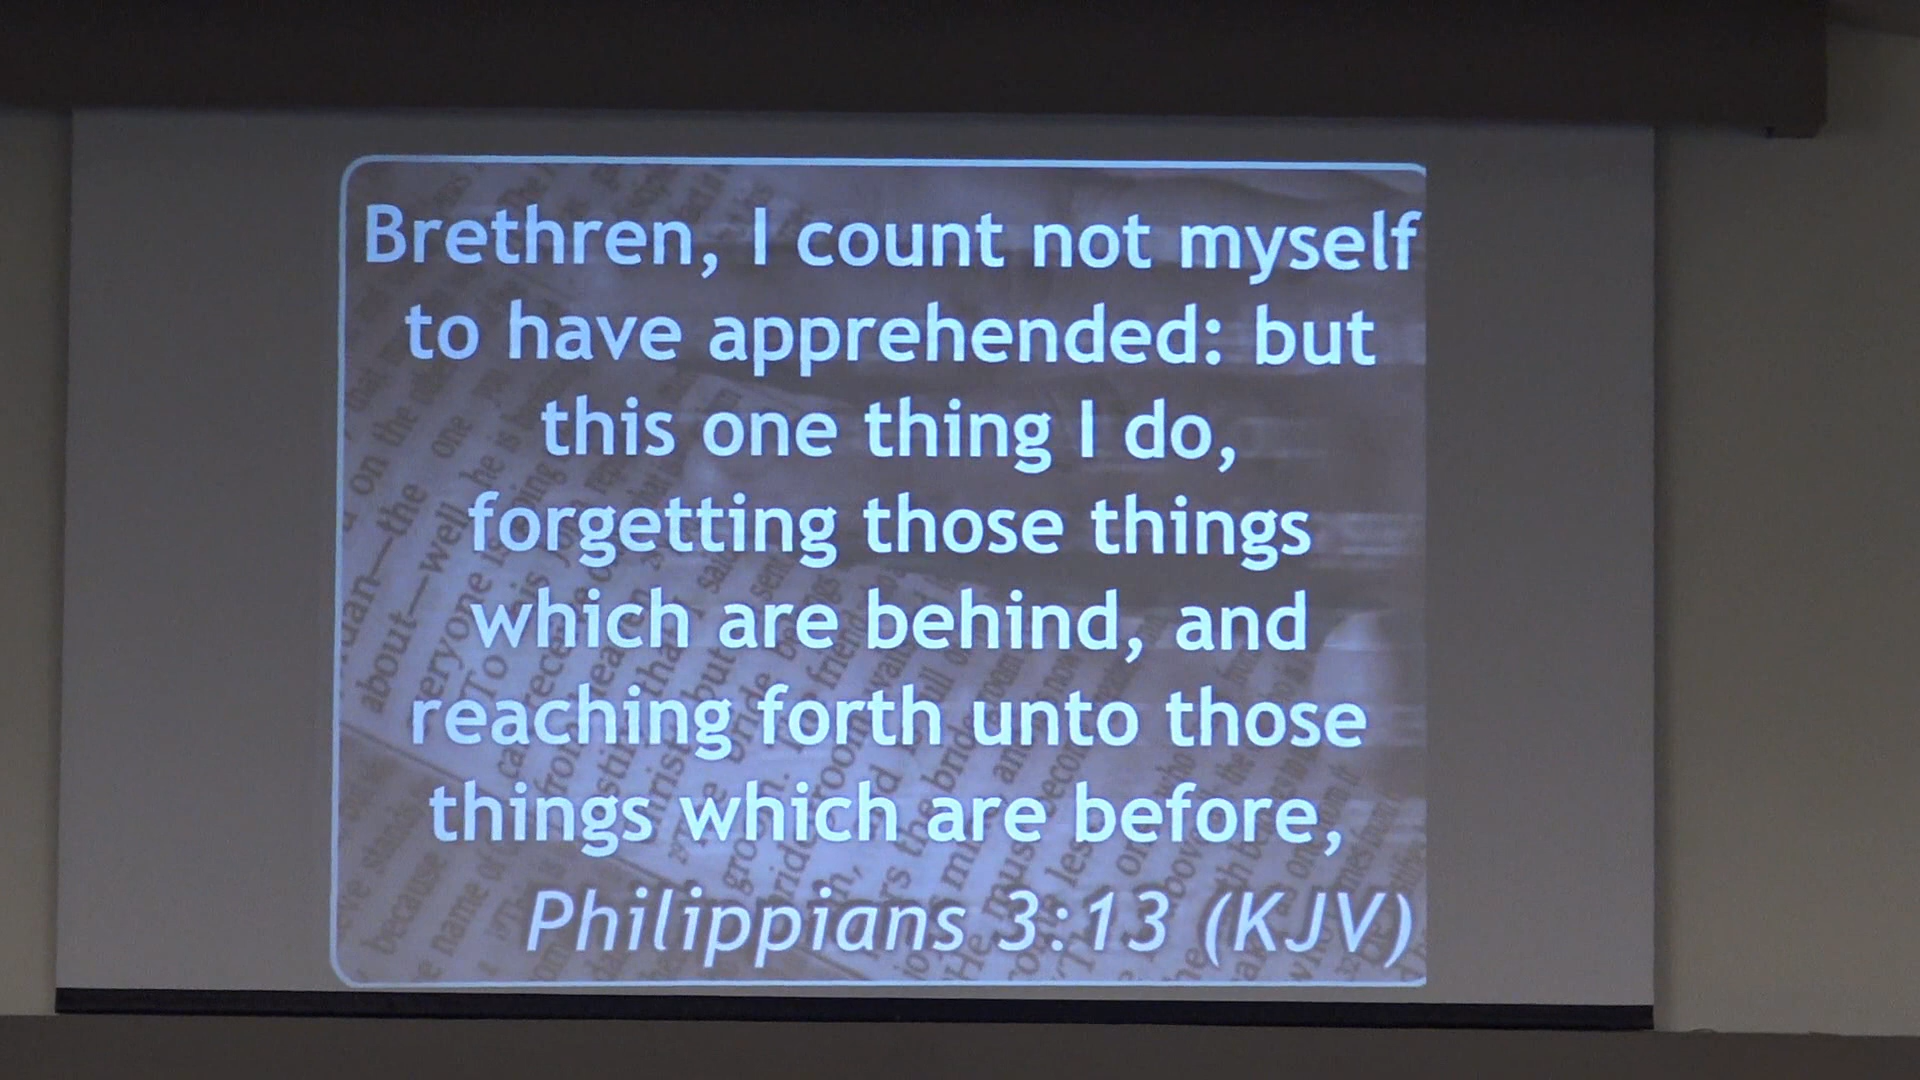 Brethren, I count not myself
to have apprehended: but
this one thing I do,
forgetting those things
which are behind, and
reaching forth unto those
things which are before,
Philippians 3:13 (KJV)